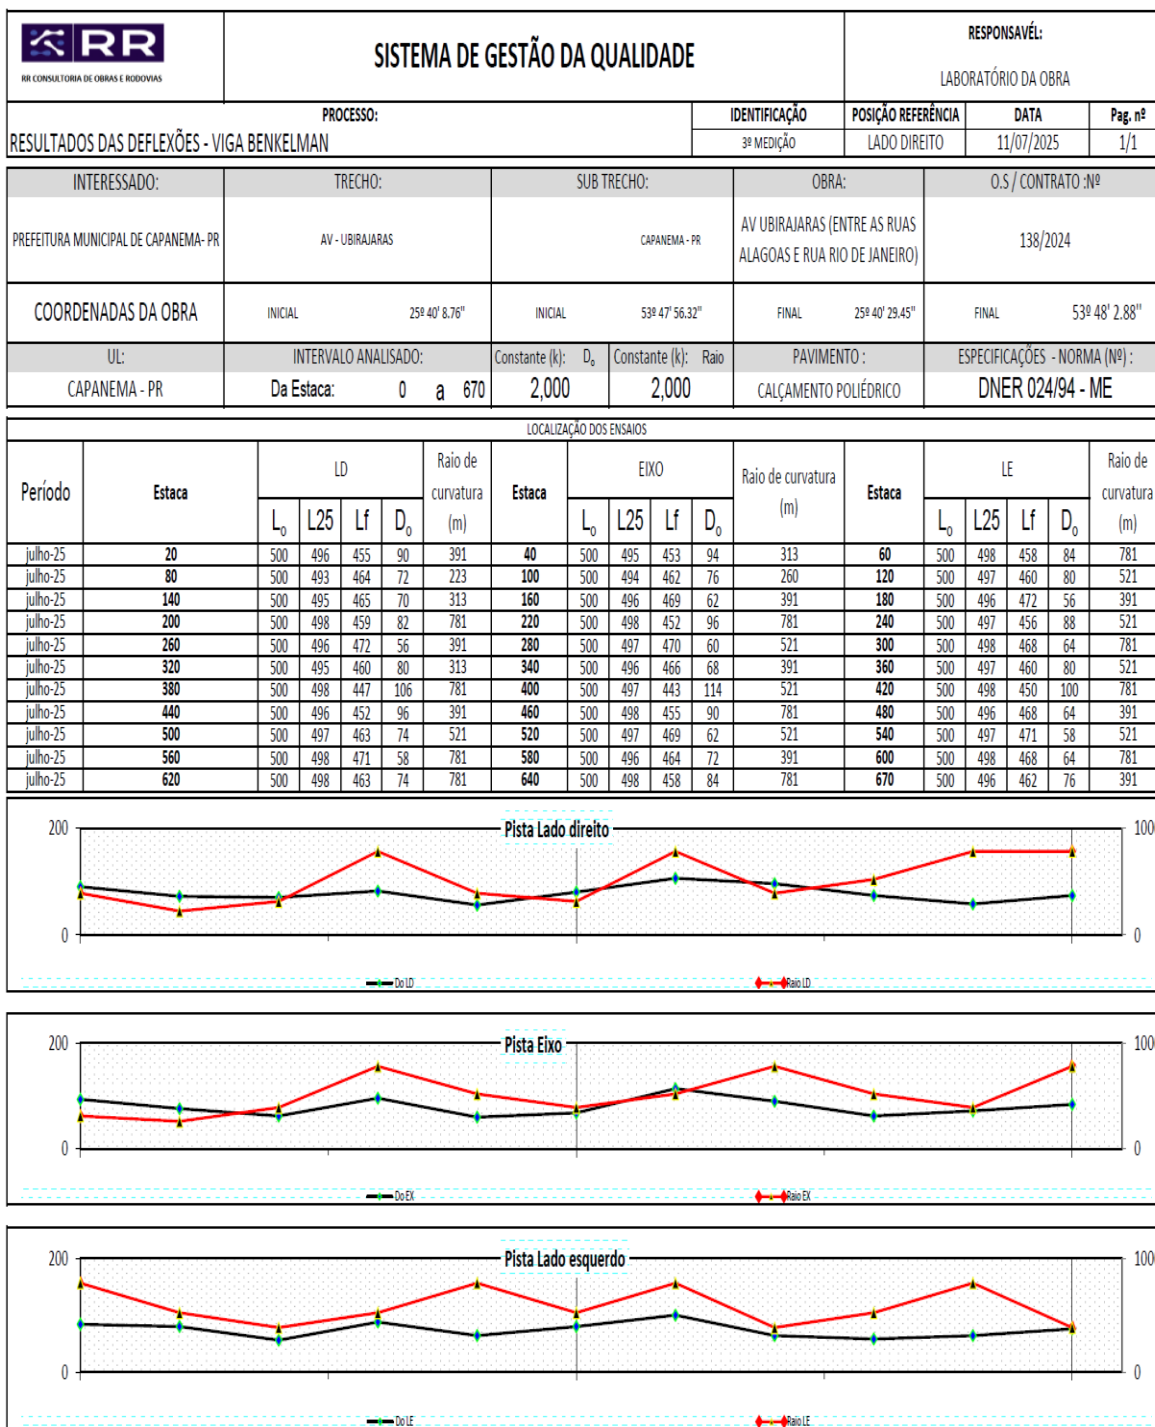 RR
RR CONSULTORIA DE OBRAS E RODOVIAS
SISTEMA DE GESTÃO DA QUALIDADE
RESPONSAVÉL:
LABORATÓRIO DA OBRA
PROCESSO: IDENTIFICAÇÃO POSIÇÃO REFERÊNCIA DATA Pag. nº
RESULTADOS DAS DEFLEXÕES - VIGA BENKELMAN 3º MEDIÇÃO LADO DIREITO 11/07/2025 1/1
INTERESSADO: TRECHO: SUB TRECHO: OBRA: O.S / CONTRATO :Nº
PREFEITURA MUNICIPAL DE CAPANEMA- PR AV - UBIRAJARAS CAPANEMA - PR AV UBIRAJARAS (ENTRE AS RUAS ALAGOAS E RUA RIO DE JANEIRO) 138/2024
COORDENADAS DA OBRA INICIAL 25º 40' 8.76" INICIAL 53º 47' 56.32" FINAL 25º 40' 29.45" FINAL 53º 48' 2.88"
UL: INTERVALO ANALISADO: Constante (k): Do Constante (k): Raio PAVIMENTO : ESPECIFICAÇÕES - NORMA (Nº) :
CAPANEMA - PR Da Estaca: 0 a 670 2,000 2,000 CALÇAMENTO POLIÉDRICO DNER 024/94 - ME
LOCALIZAÇÃO DOS ENSAIOS
Período Estaca LD Raio de curvatura (m) Estaca EIXO Raio de curvatura (m) Estaca LE Raio de curvatura (m)
Lo L25 Lf Do Lo L25 Lf Do Lo L25 Lf Do
julho-25 20 500 496 455 90 391 40 500 495 453 94 313 60 500 498 458 84 781
julho-25 80 500 493 464 72 223 100 500 494 462 76 260 120 500 497 460 80 521
julho-25 140 500 495 465 70 313 160 500 496 469 62 391 180 500 496 472 56 391
julho-25 200 500 498 459 82 781 220 500 498 452 96 781 240 500 497 456 88 521
julho-25 260 500 496 472 56 391 280 500 497 470 60 521 300 500 498 468 64 781
julho-25 320 500 495 460 80 313 340 500 496 466 68 391 360 500 497 460 80 521
julho-25 380 500 498 447 106 781 400 500 497 443 114 521 420 500 498 450 100 781
julho-25 440 500 496 452 96 391 460 500 498 455 90 781 480 500 496 468 64 391
julho-25 500 500 497 463 74 521 520 500 497 469 62 521 540 500 497 471 58 521
julho-25 560 500 498 471 58 781 580 500 496 464 72 391 600 500 498 468 64 781
julho-25 620 500 498 463 74 781 640 500 498 458 84 781 670 500 496 462 76 391
200 Pista Lado direito
0 0
Do LD Raio LD
200 Pista Eixo
0 0
Do EX Raio EX
200 Pista Lado esquerdo
0 0
Do LE Raio LE